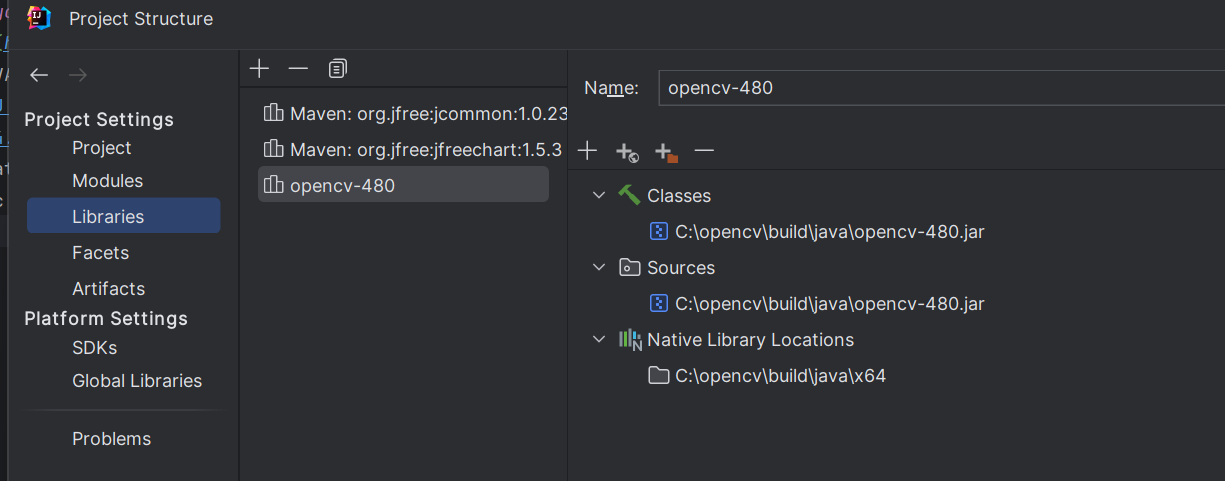 Project Structure
Project Settings
Project
Modules
Libraries
Facets
Artifacts
Platform Settings
SDKs
Global Libraries
Problems
Maven: org.jfree:jcommon:1.0.23
Maven: org.jfree:jfreechart:1.5.3
opencv-480
Name: opencv-480
Classes
C:\opencv\build\java\opencv-480.jar
Sources
C:\opencv\build\java\opencv-480.jar
Native Library Locations
C:\opencv\build\java\x64